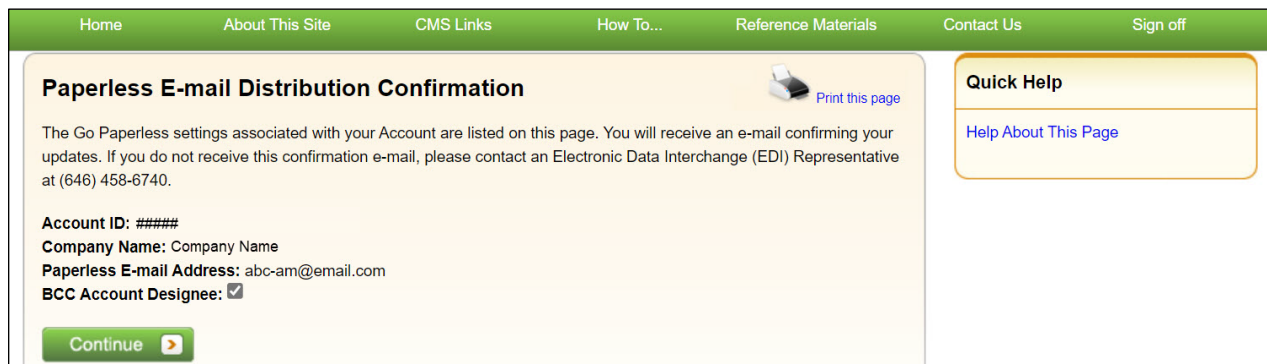 Home About This Site CMS Links How To... Reference Materials Contact Us Sign off
Paperless E-mail Distribution Confirmation
Print this page
The Go Paperless settings associated with your Account are listed on this page. You will receive an e-mail confirming your
updates. If you do not receive this confirmation e-mail, please contact an Electronic Data Interchange (EDI) Representative
at (646) 458-6740.
Account ID: #####
Company Name: Company Name
Paperless E-mail Address: abc-am@email.com
BCC Account Designee:
Continue
Quick Help
Help About This Page